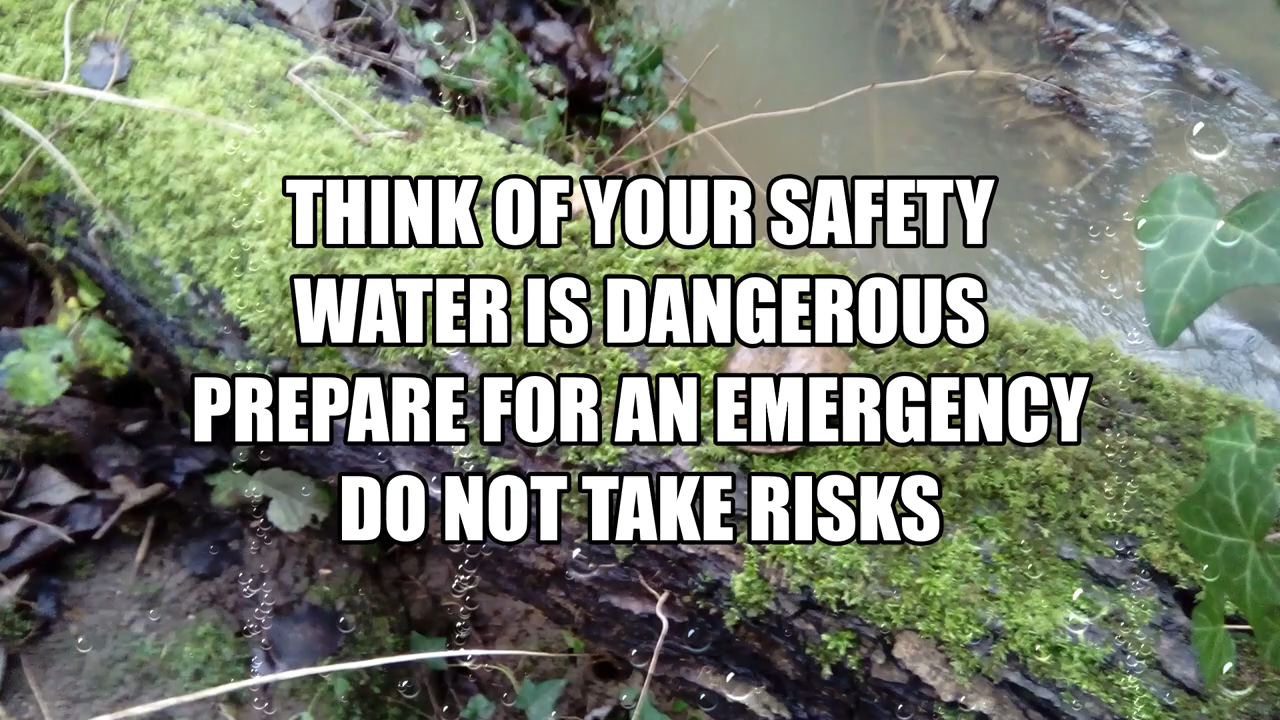 THINK OF YOUR SAFETY
WATER IS DANGEROUS
PREPARE FOR AN EMERGENCY
DO NOT TAKE RISKS